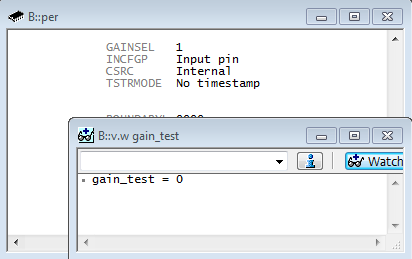 B::per
GAINSEL 1
INCFGP Input pin
CSRC Internal
TSTRMODE No timestamp
B::v.w gain_test
Watch
gain_test = 0